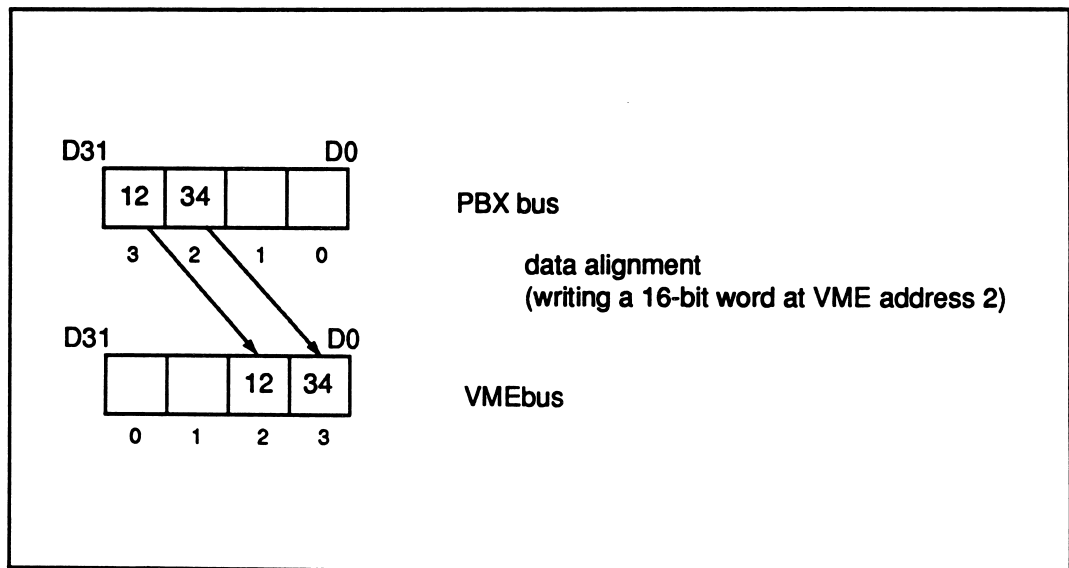 D31 D0
12 34
PBX bus
3 2 1 0
data alignment
(writing a 16-bit word at VME address 2)
D31 D0
12 34
VMEbus
0 1 2 3